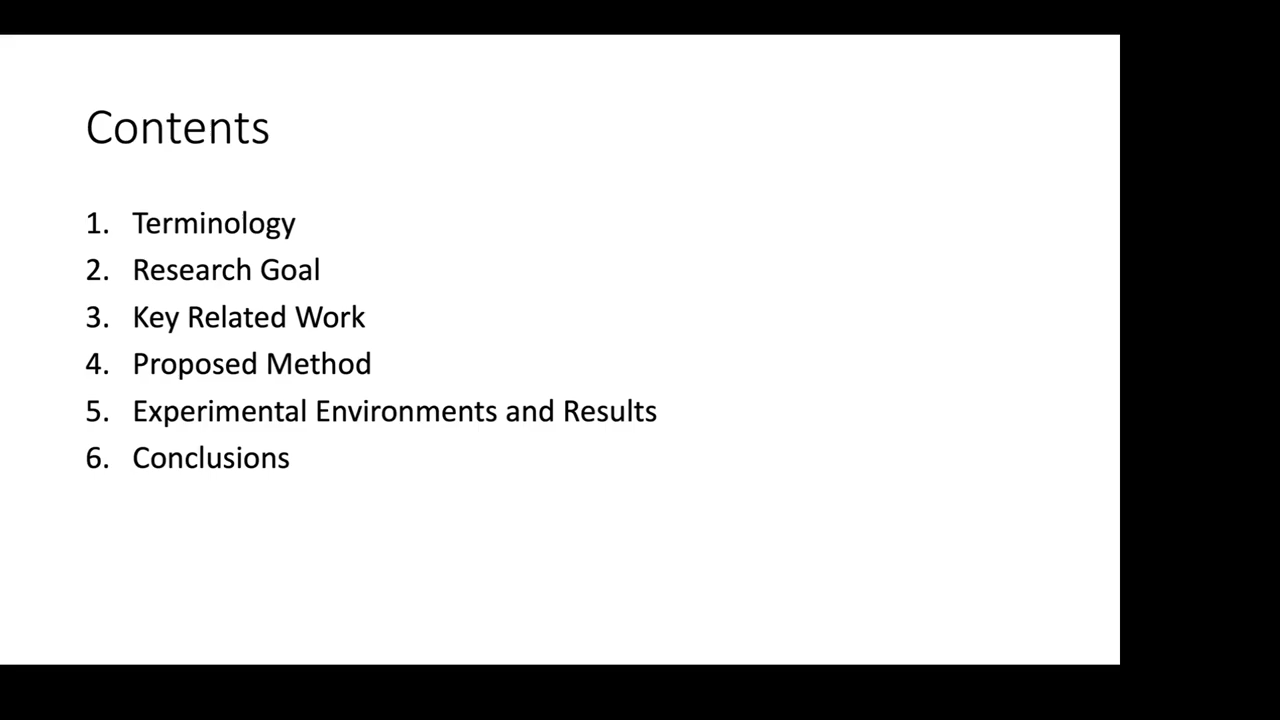 Contents
1. Terminology
2. Research Goal
3. Key Related Work
4. Proposed Method
5. Experimental Environments and Results
6. Conclusions